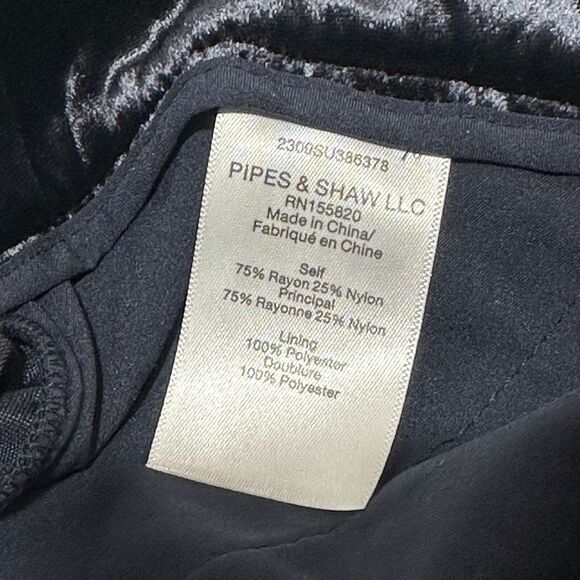 2309SU386378
PIPES & SHAW LLC
RN155820
Made in China/
Fabriqué en Chine
Self
75% Rayon 25% Nylon
Principal
75% Rayonne 25% Nylon
Lining
100% Polyester
Doublure
100% Polyester